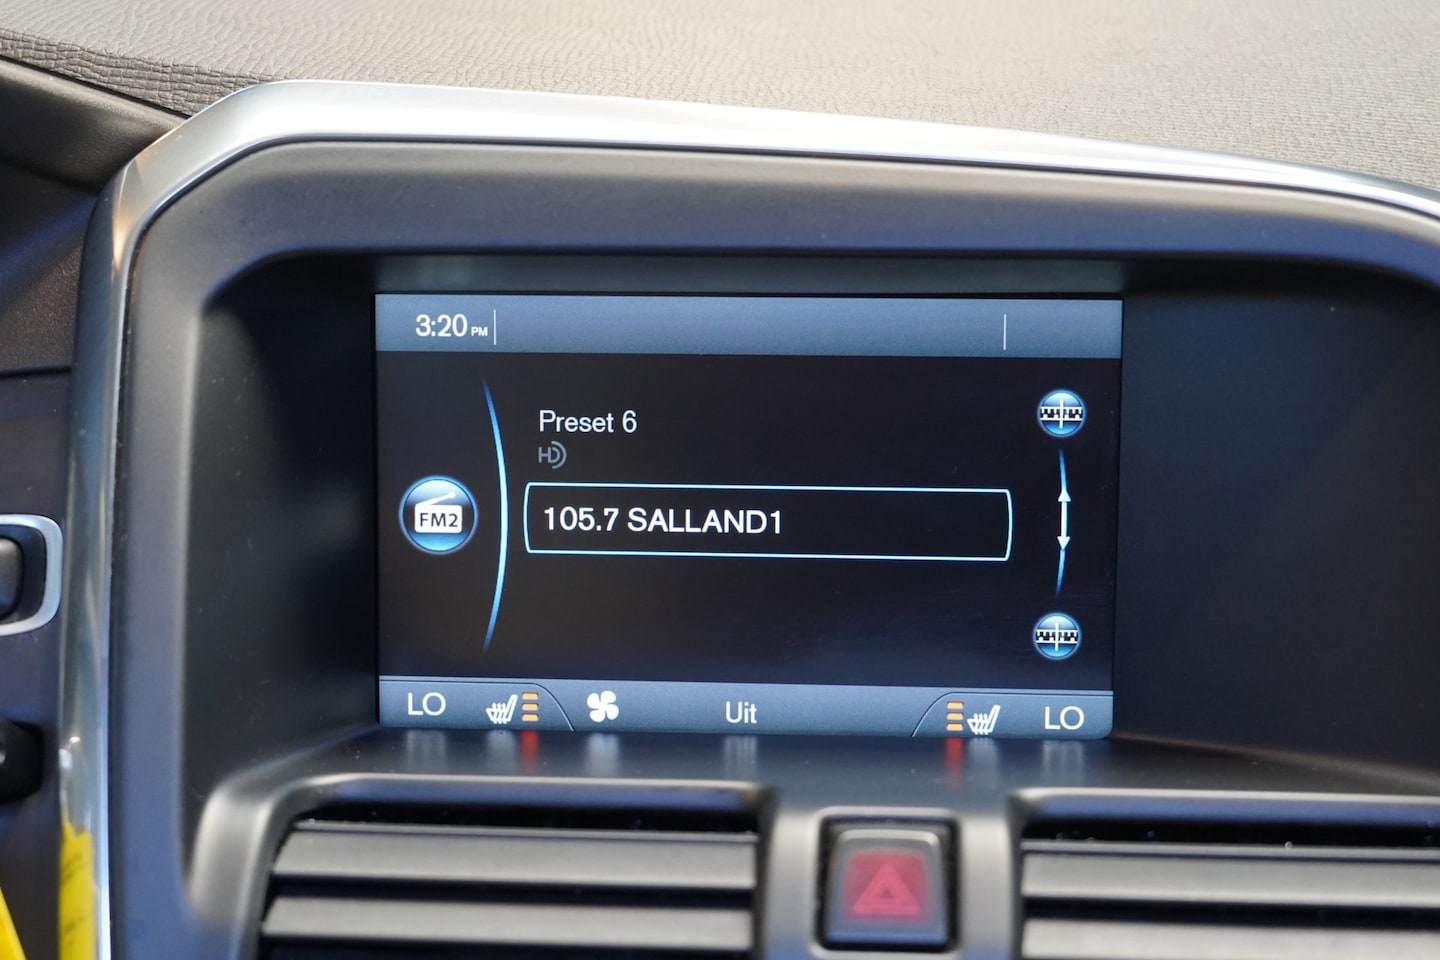 3:20 PM
Preset 6
HD
FM2
105.7 SALLAND1
LO
Uit
LO